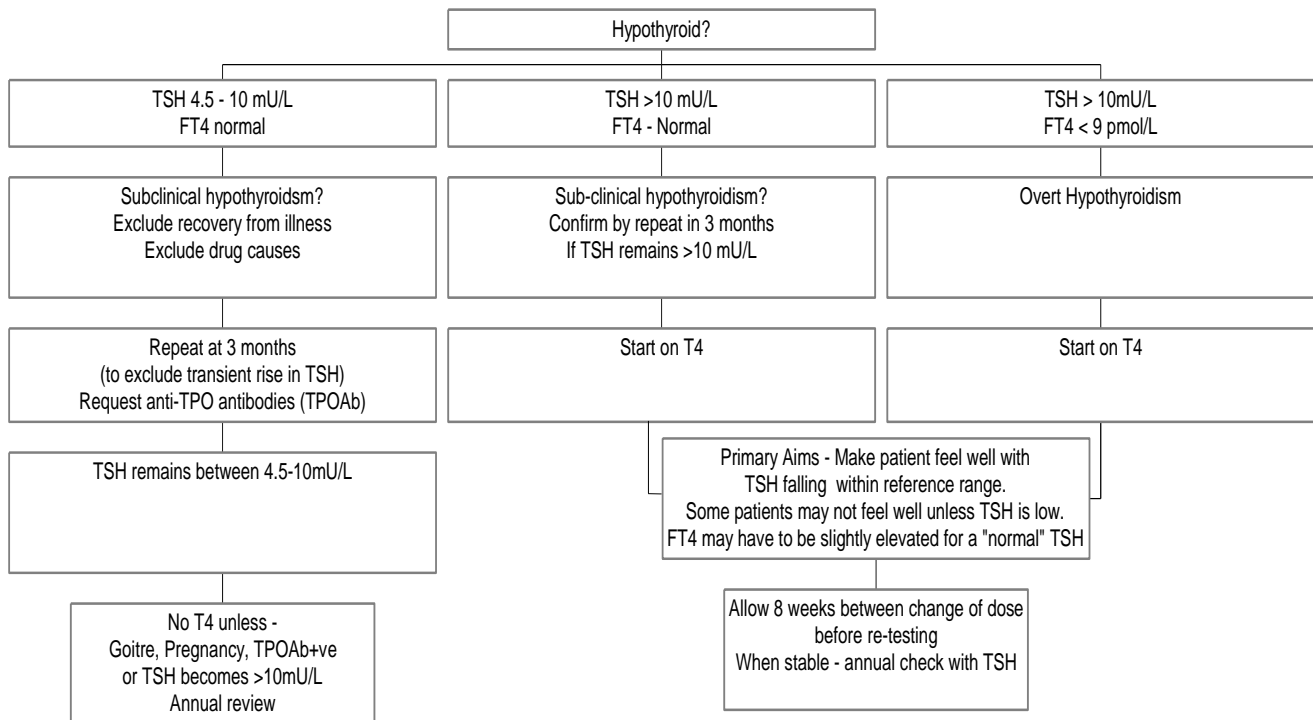 Hypothyroid?
TSH 4.5 - 10 mU/L
FT4 normal
TSH >10 mU/L
FT4 - Normal
TSH > 10mU/L
FT4 < 9 pmol/L
Subclinical hypothyroidsm?
Exclude recovery from illness
Exclude drug causes
Sub-clinical hypothyroidism?
Confirm by repeat in 3 months
If TSH remains >10 mU/L
Overt Hypothyroidism
Repeat at 3 months
(to exclude transient rise in TSH)
Request anti-TPO antibodies (TPOAb)
Start on T4
Start on T4
TSH remains between 4.5-10mU/L
Primary Aims - Make patient feel well with
TSH falling within reference range.
Some patients may not feel well unless TSH is low.
FT4 may have to be slightly elevated for a "normal" TSH
No T4 unless -
Goitre, Pregnancy, TPOAb+ve
or TSH becomes >10mU/L
Annual review
Allow 8 weeks between change of dose
before re-testing
When stable - annual check with TSH